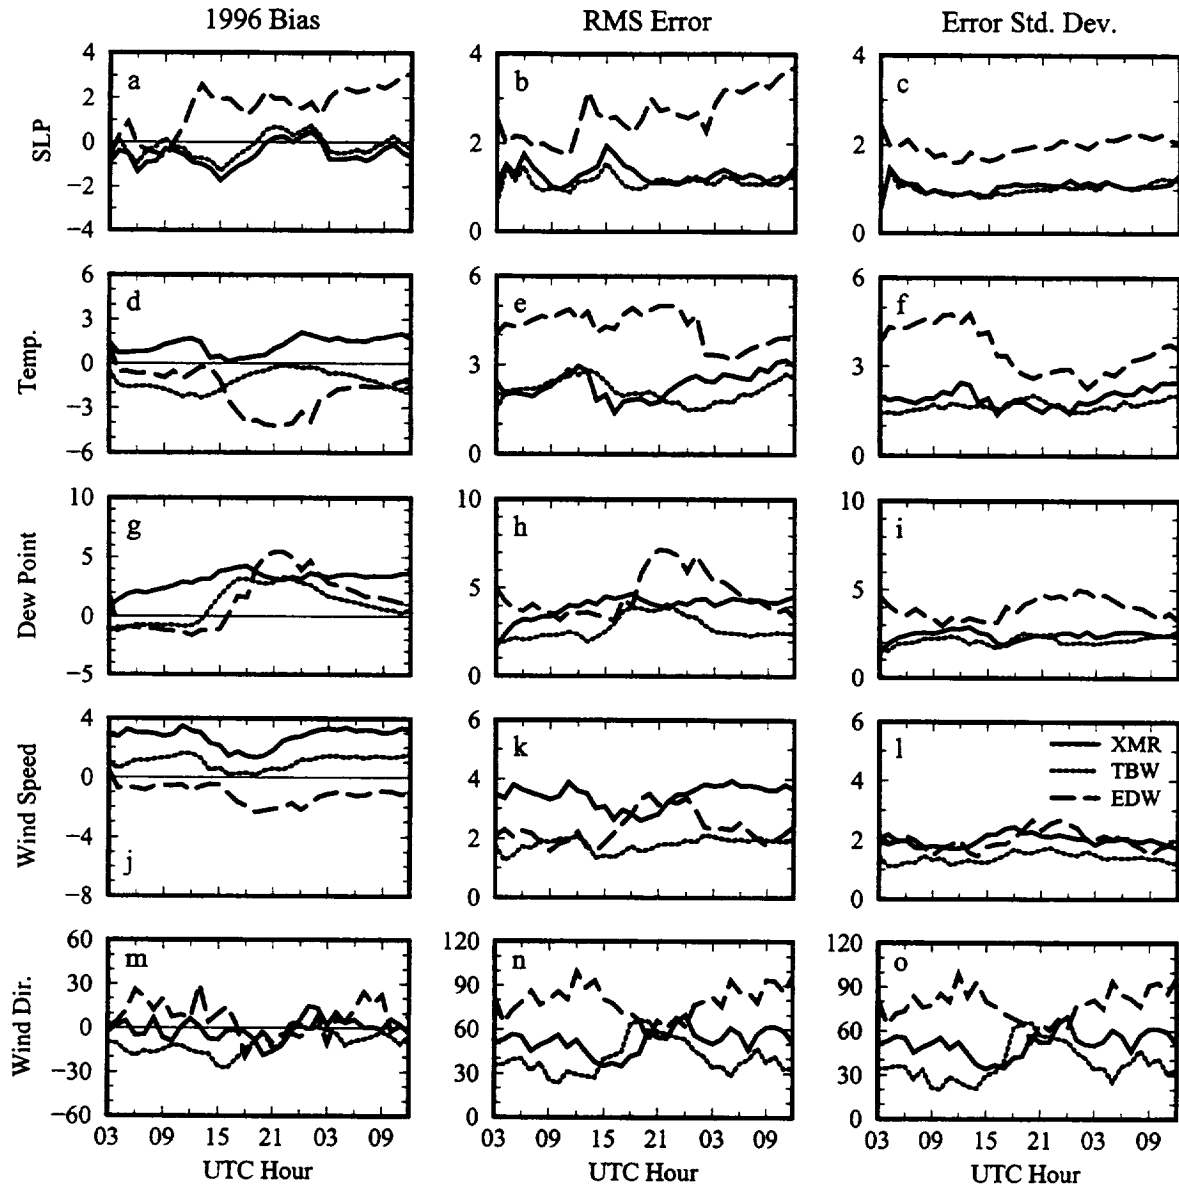 1996 Bias RMS Error Error Std. Dev.
SLP
4 2 0 −2 −4
a
4 2 0
b
4 2 0
c
Temp.
6 3 0 −3 −6
d
6 3 0
e
6 3 0
f
Dew Point
10 5 0 −5
g
10 5 0
h
10 5 0
i
Wind Speed
4 0 −4 −8
j
6 4 2 0
k
6 4 2 0
l
XMR
TBW
EDW
Wind Dir.
60 30 0 −30 −60
m
120 90 60 30 0
n
120 90 60 30 0
o
03 09 15 21 03 09 03 09 15 21 03 09 03 09 15 21 03 09
UTC Hour UTC Hour UTC Hour